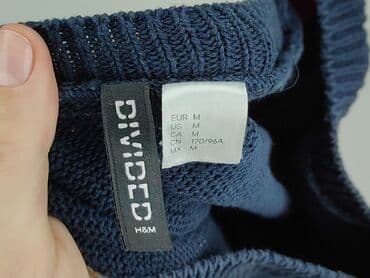 DIVIDED
H&M
EUR M
US M
CA M
CN 170/96A
MX M